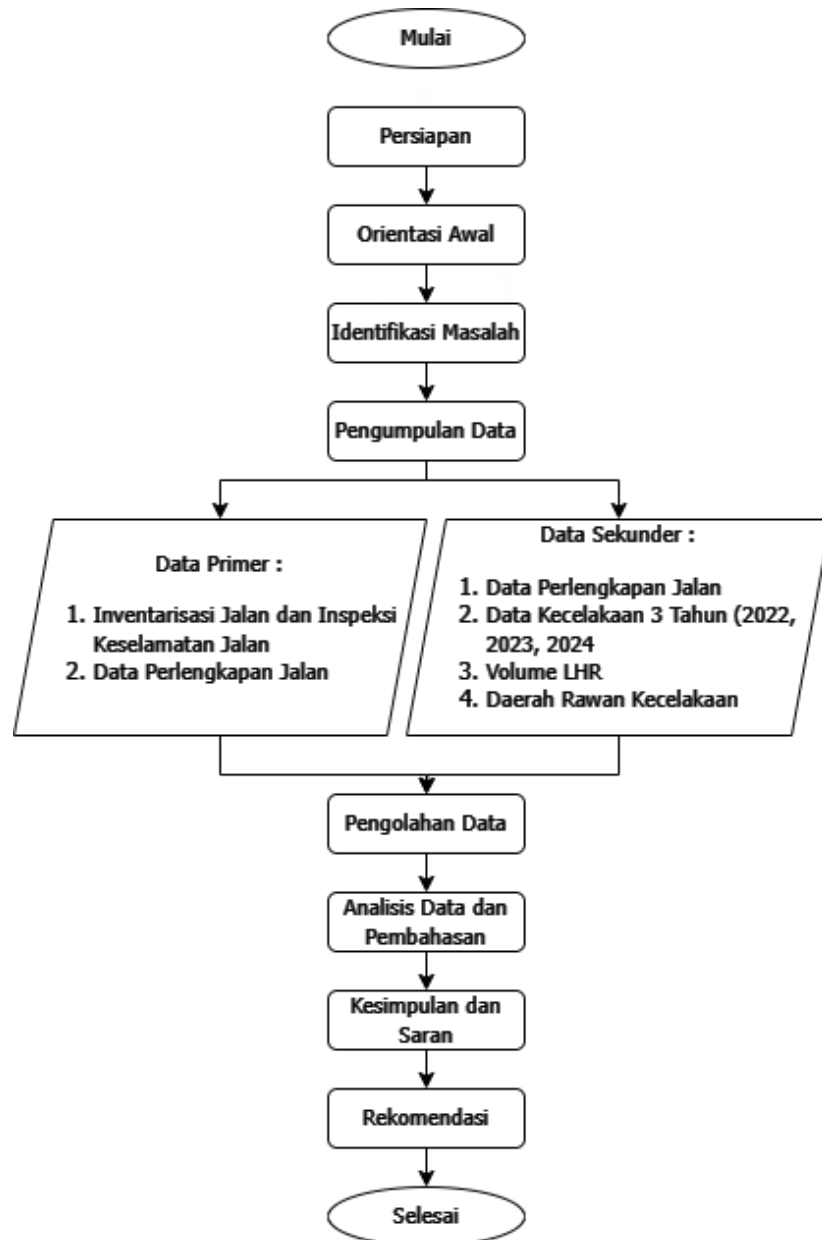 Mulai
Persiapan
Orientasi Awal
Identifikasi Masalah
Pengumpulan Data
Data Primer :
1. Inventarisasi Jalan dan Inspeksi
Keselamatan Jalan
2. Data Perlengkapan Jalan
Data Sekunder :
1. Data Perlengkapan Jalan
2. Data Kecelakaan 3 Tahun (2022,
2023, 2024
3. Volume LHR
4. Daerah Rawan Kecelakaan
Pengolahan Data
Analisis Data dan
Pembahasan
Kesimpulan dan
Saran
Rekomendasi
Selesai